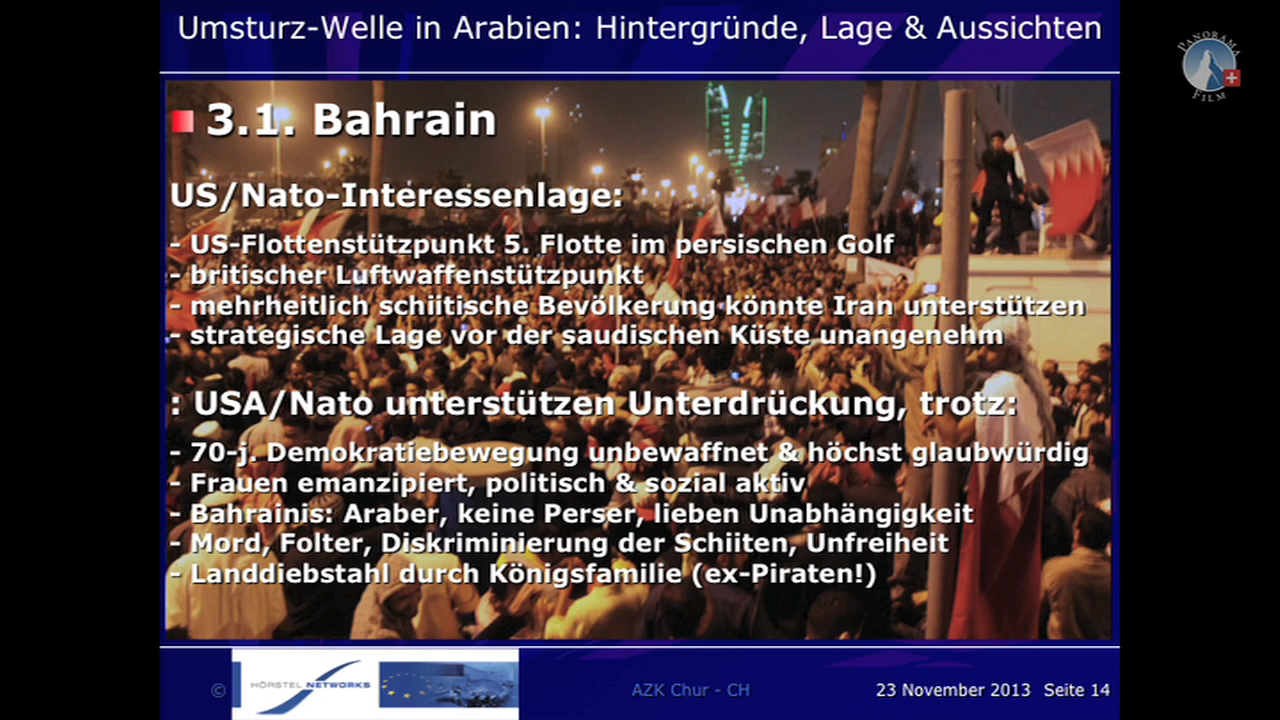 Umsturz-Welle in Arabien: Hintergründe, Lage & Aussichten
PANORAMA
FILM
3.1. Bahrain
US/Nato-Interessenlage:
- US-Flottenstützpunkt 5. Flotte im persischen Golf
- britischer Luftwaffenstützpunkt
- mehrheitlich schiitische Bevölkerung könnte Iran unterstützen
- strategische Lage vor der saudischen Küste unangenehm
: USA/Nato unterstützen Unterdrückung, trotz:
- 70-j. Demokratiebewegung unbewaffnet & höchst glaubwürdig
- Frauen emanzipiert, politisch & sozial aktiv
- Bahrainis: Araber, keine Perser, lieben Unabhängigkeit
- Mord, Folter, Diskriminierung der Schiiten, Unfreiheit
- Landdiebstahl durch Königsfamilie (ex-Piraten!)
© HÖRSTEL NETWORKS AZK Chur - CH 23 November 2013 Seite 14